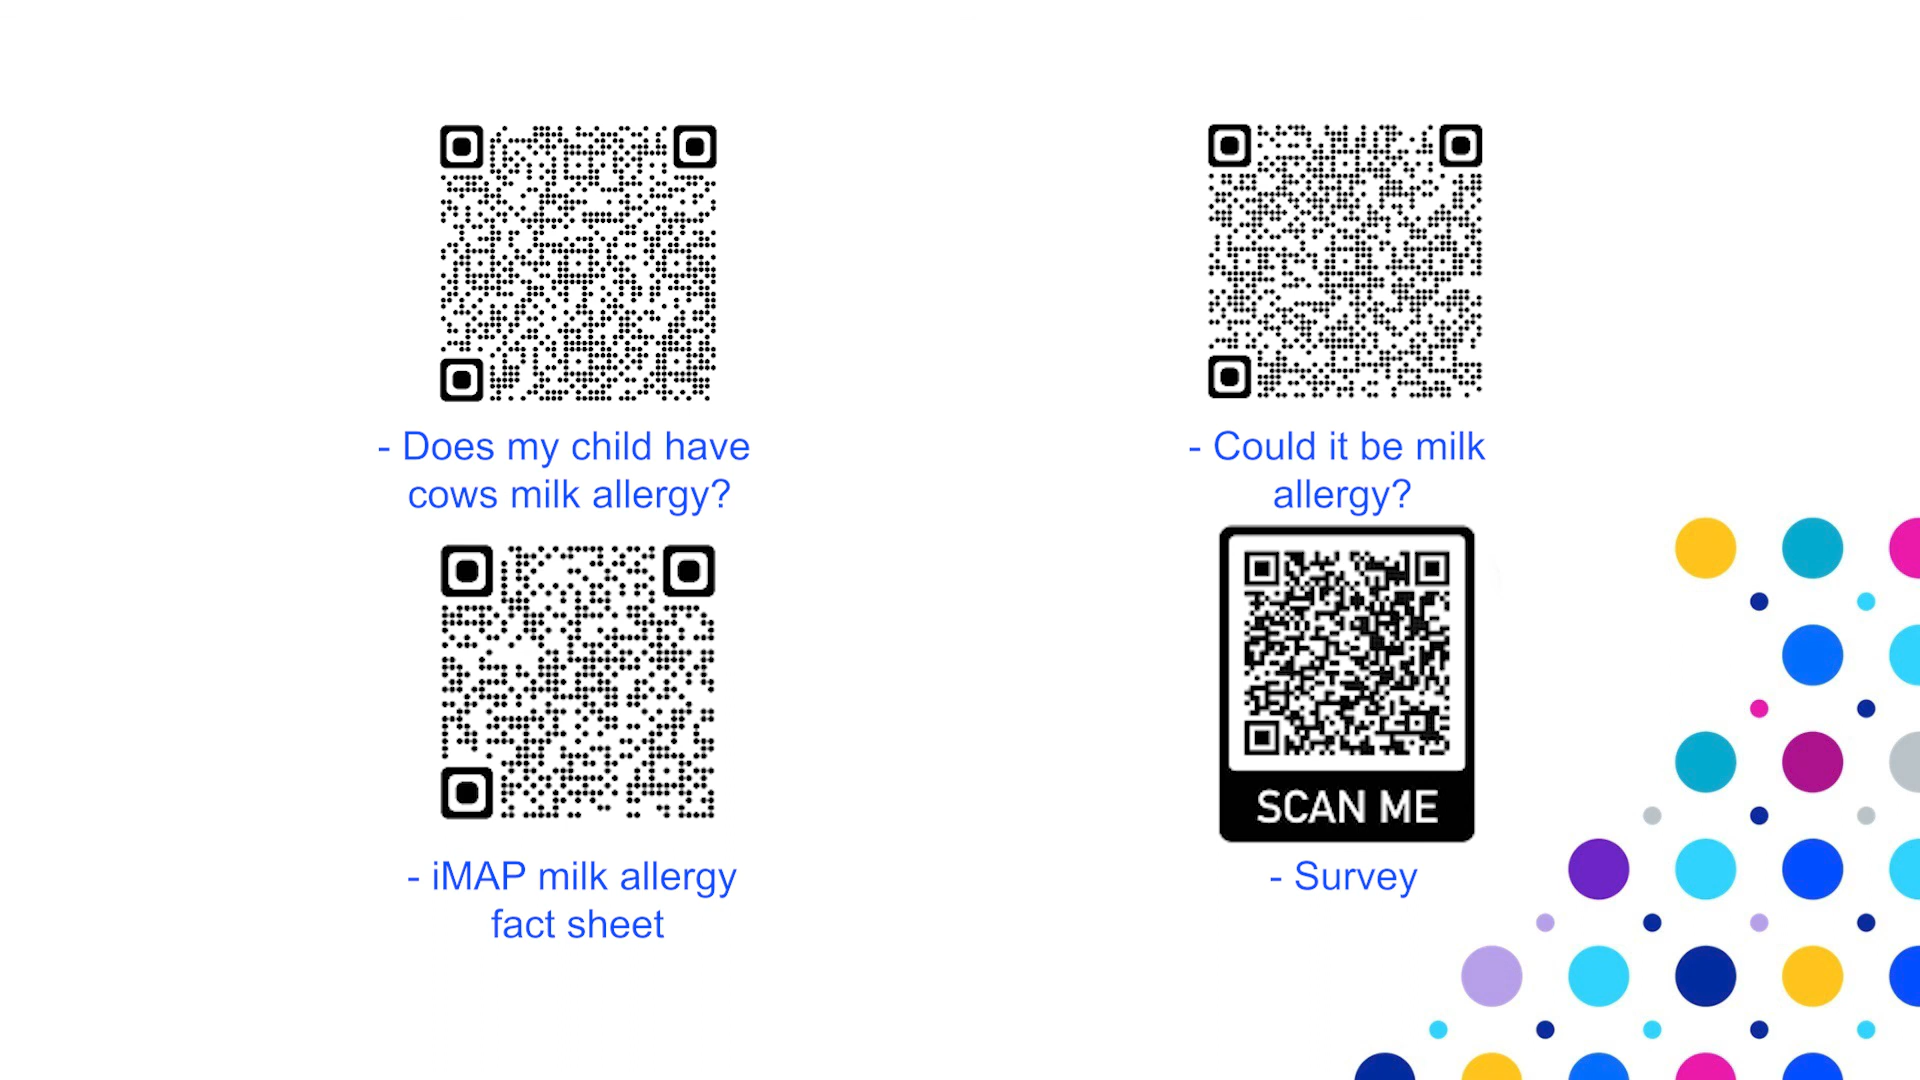 - Does my child have
cows milk allergy?
- Could it be milk
allergy?
- iMAP milk allergy
fact sheet
SCAN ME
- Survey